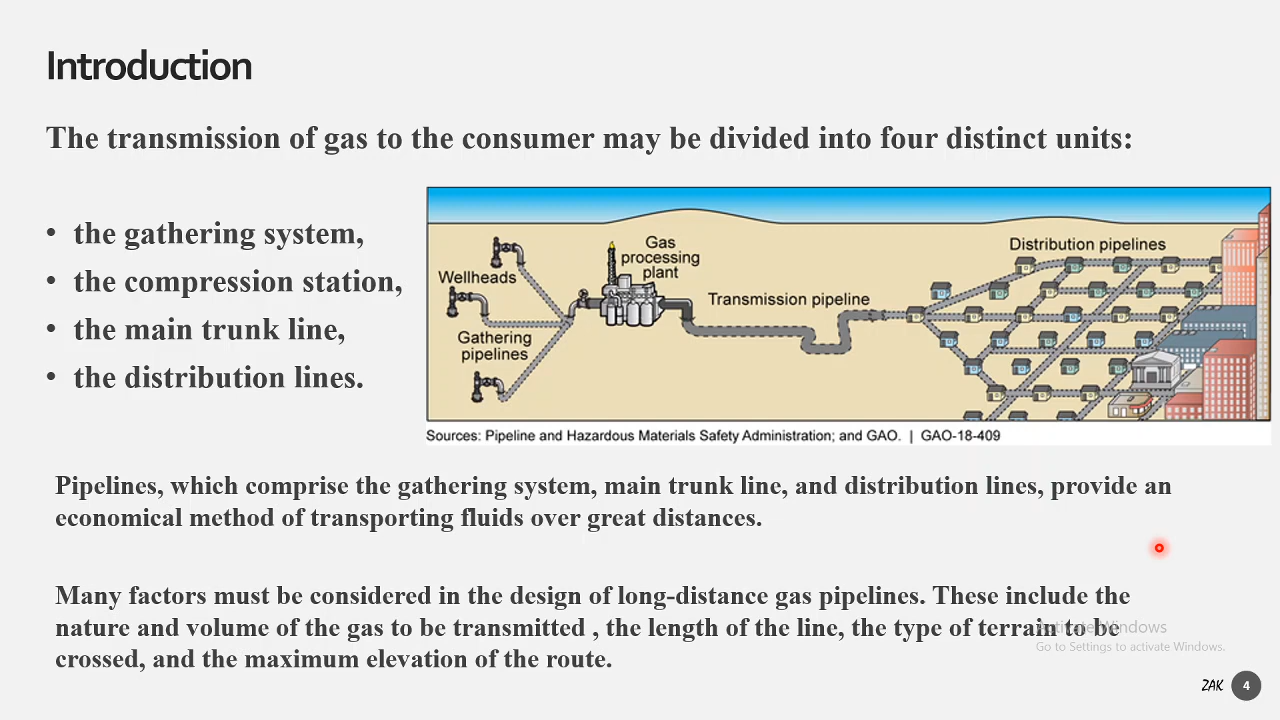 Introduction
The transmission of gas to the consumer may be divided into four distinct units:
• the gathering system,
• the compression station,
• the main trunk line,
• the distribution lines.
Wellheads
Gathering
pipelines
Gas
processing
plant
Transmission pipeline
Distribution pipelines
Sources: Pipeline and Hazardous Materials Safety Administration; and GAO. | GAO-18-409
Pipelines, which comprise the gathering system, main trunk line, and distribution lines, provide an
economical method of transporting fluids over great distances.
Many factors must be considered in the design of long-distance gas pipelines. These include the
nature and volume of the gas to be transmitted , the length of the line, the type of terrain to be
crossed, and the maximum elevation of the route.
Activate Windows
Go to Settings to activate Windows.
ZAK
4